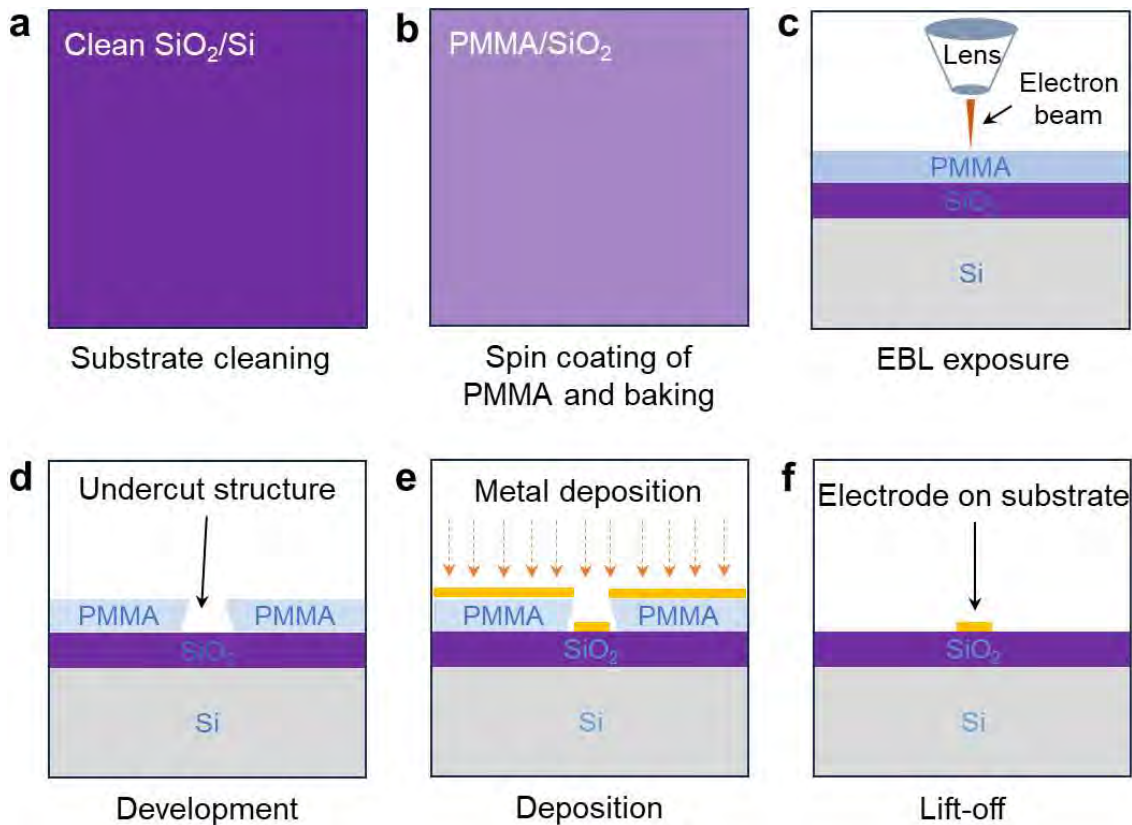 a
Clean SiO₂/Si
Substrate cleaning
b
PMMA/SiO₂
Spin coating of
PMMA and baking
c
Lens
Electron
beam
PMMA
SiO₂
Si
EBL exposure
d
Undercut structure
PMMA PMMA
SiO₂
Si
Development
e
Metal deposition
PMMA PMMA
SiO₂
Si
Deposition
f
Electrode on substrate
SiO₂
Si
Lift-off